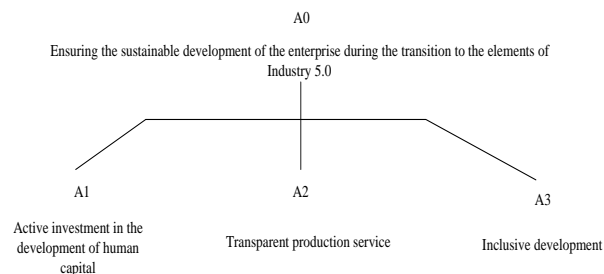 A0
Ensuring the sustainable development of the enterprise during the transition to the elements of
Industry 5.0
A1
A2
A3
Active investment in the
development of human
capital
Transparent production service
Inclusive development